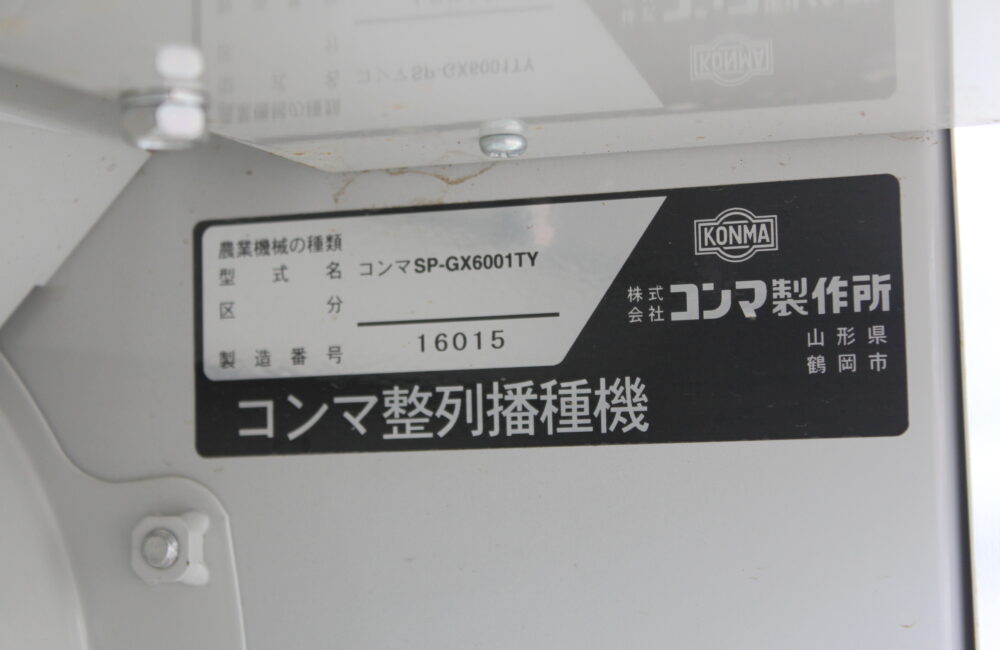 農業機械の種類
型式名 コンマSP-GX6001TY
区分
製造番号 16015
コンマ整列播種機
KONMA
株式会社 コンマ製作所
山形県
鶴岡市